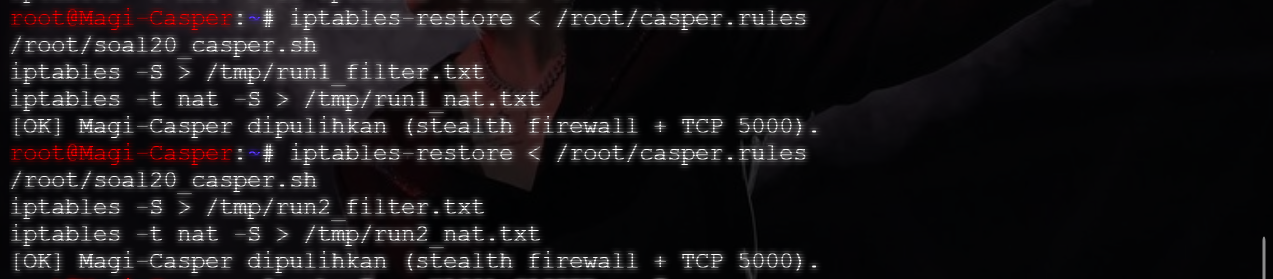 root@Magi-Casper:~# iptables-restore < /root/casper.rules
/root/soal20_casper.sh
iptables -S > /tmp/run1_filter.txt
iptables -t nat -S > /tmp/run1_nat.txt
[OK] Magi-Casper dipulihkan (stealth firewall + TCP 5000).
root@Magi-Casper:~# iptables-restore < /root/casper.rules
/root/soal20_casper.sh
iptables -S > /tmp/run2_filter.txt
iptables -t nat -S > /tmp/run2_nat.txt
[OK] Magi-Casper dipulihkan (stealth firewall + TCP 5000).